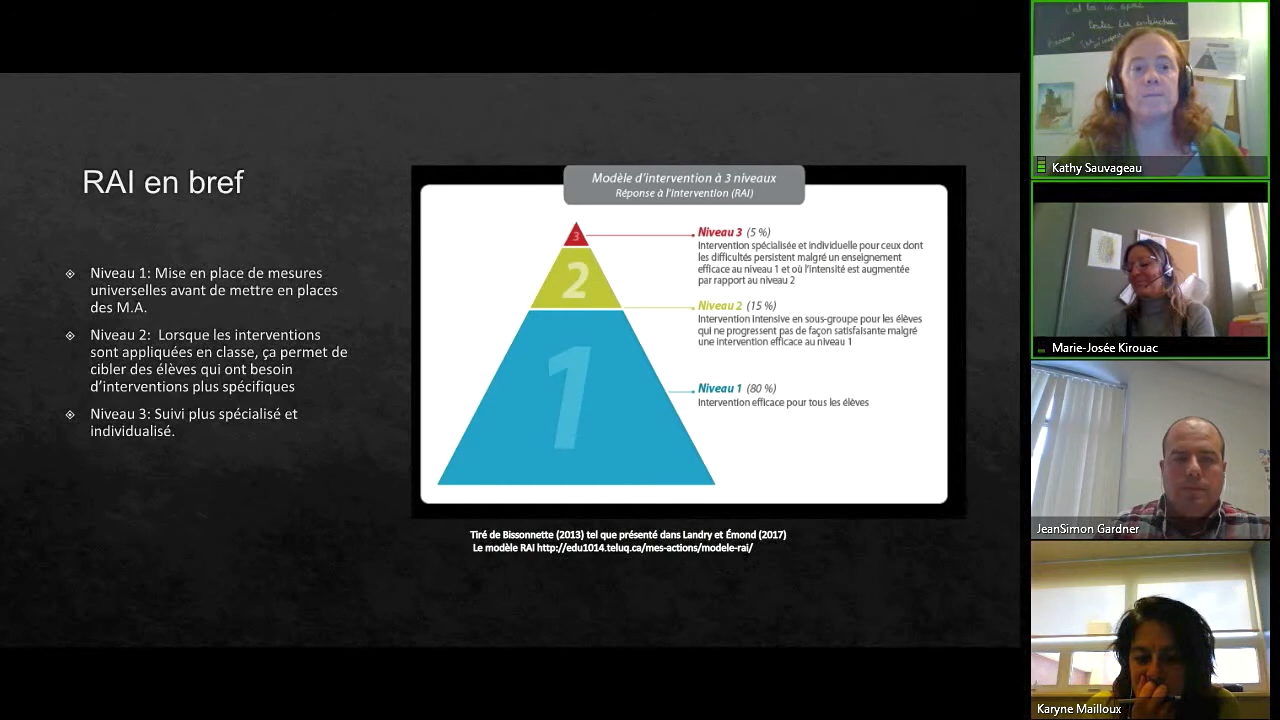 RAI en bref
Niveau 1: Mise en place de mesures
universelles avant de mettre en places
des M.A.
Niveau 2: Lorsque les interventions
sont appliquées en classe, ça permet de
cibler des élèves qui ont besoin
d'interventions plus spécifiques
Niveau 3: Suivi plus spécialisé et
individualisé.
Modèle d'intervention à 3 niveaux
Réponse à l'Intervention (RAI)
3
2
1
Niveau 3 (5 %)
Intervention spécialisée et individuelle pour ceux dont
les difficultés persistent malgré un enseignement
efficace au niveau 1 et où l'intensité est augmentée
par rapport au niveau 2
Niveau 2 (15 %)
Intervention intensive en sous-groupe pour les élèves
qui ne progressent pas de façon satisfaisante malgré
une intervention efficace au niveau 1
Niveau 1 (80 %)
Intervention efficace pour tous les élèves
Tiré de Bissonnette (2013) tel que présenté dans Landry et Émond (2017)
Le modèle RAI http://edu1014.teluq.ca/mes-actions/modele-rai/
Kathy Sauvageau
Marie-Josée Kirouac
JeanSimon Gardner
Karyne Mailloux